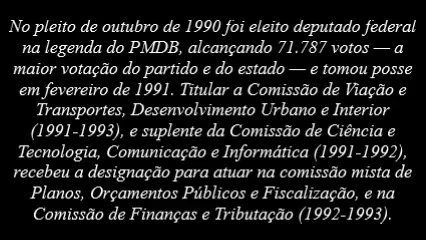 No pleito de outubro de 1990 foi eleito deputado federal
na legenda do PMDB, alcançando 71.787 votos — a
maior votação do partido e do estado — e tomou posse
em fevereiro de 1991. Titular a Comissão de Viação e
Transportes, Desenvolvimento Urbano e Interior
(1991-1993), e suplente da Comissão de Ciência e
Tecnologia, Comunicação e Informática (1991-1992),
recebeu a designação para atuar na comissão mista de
Planos, Orçamentos Públicos e Fiscalização, e na
Comissão de Finanças e Tributação (1992-1993).